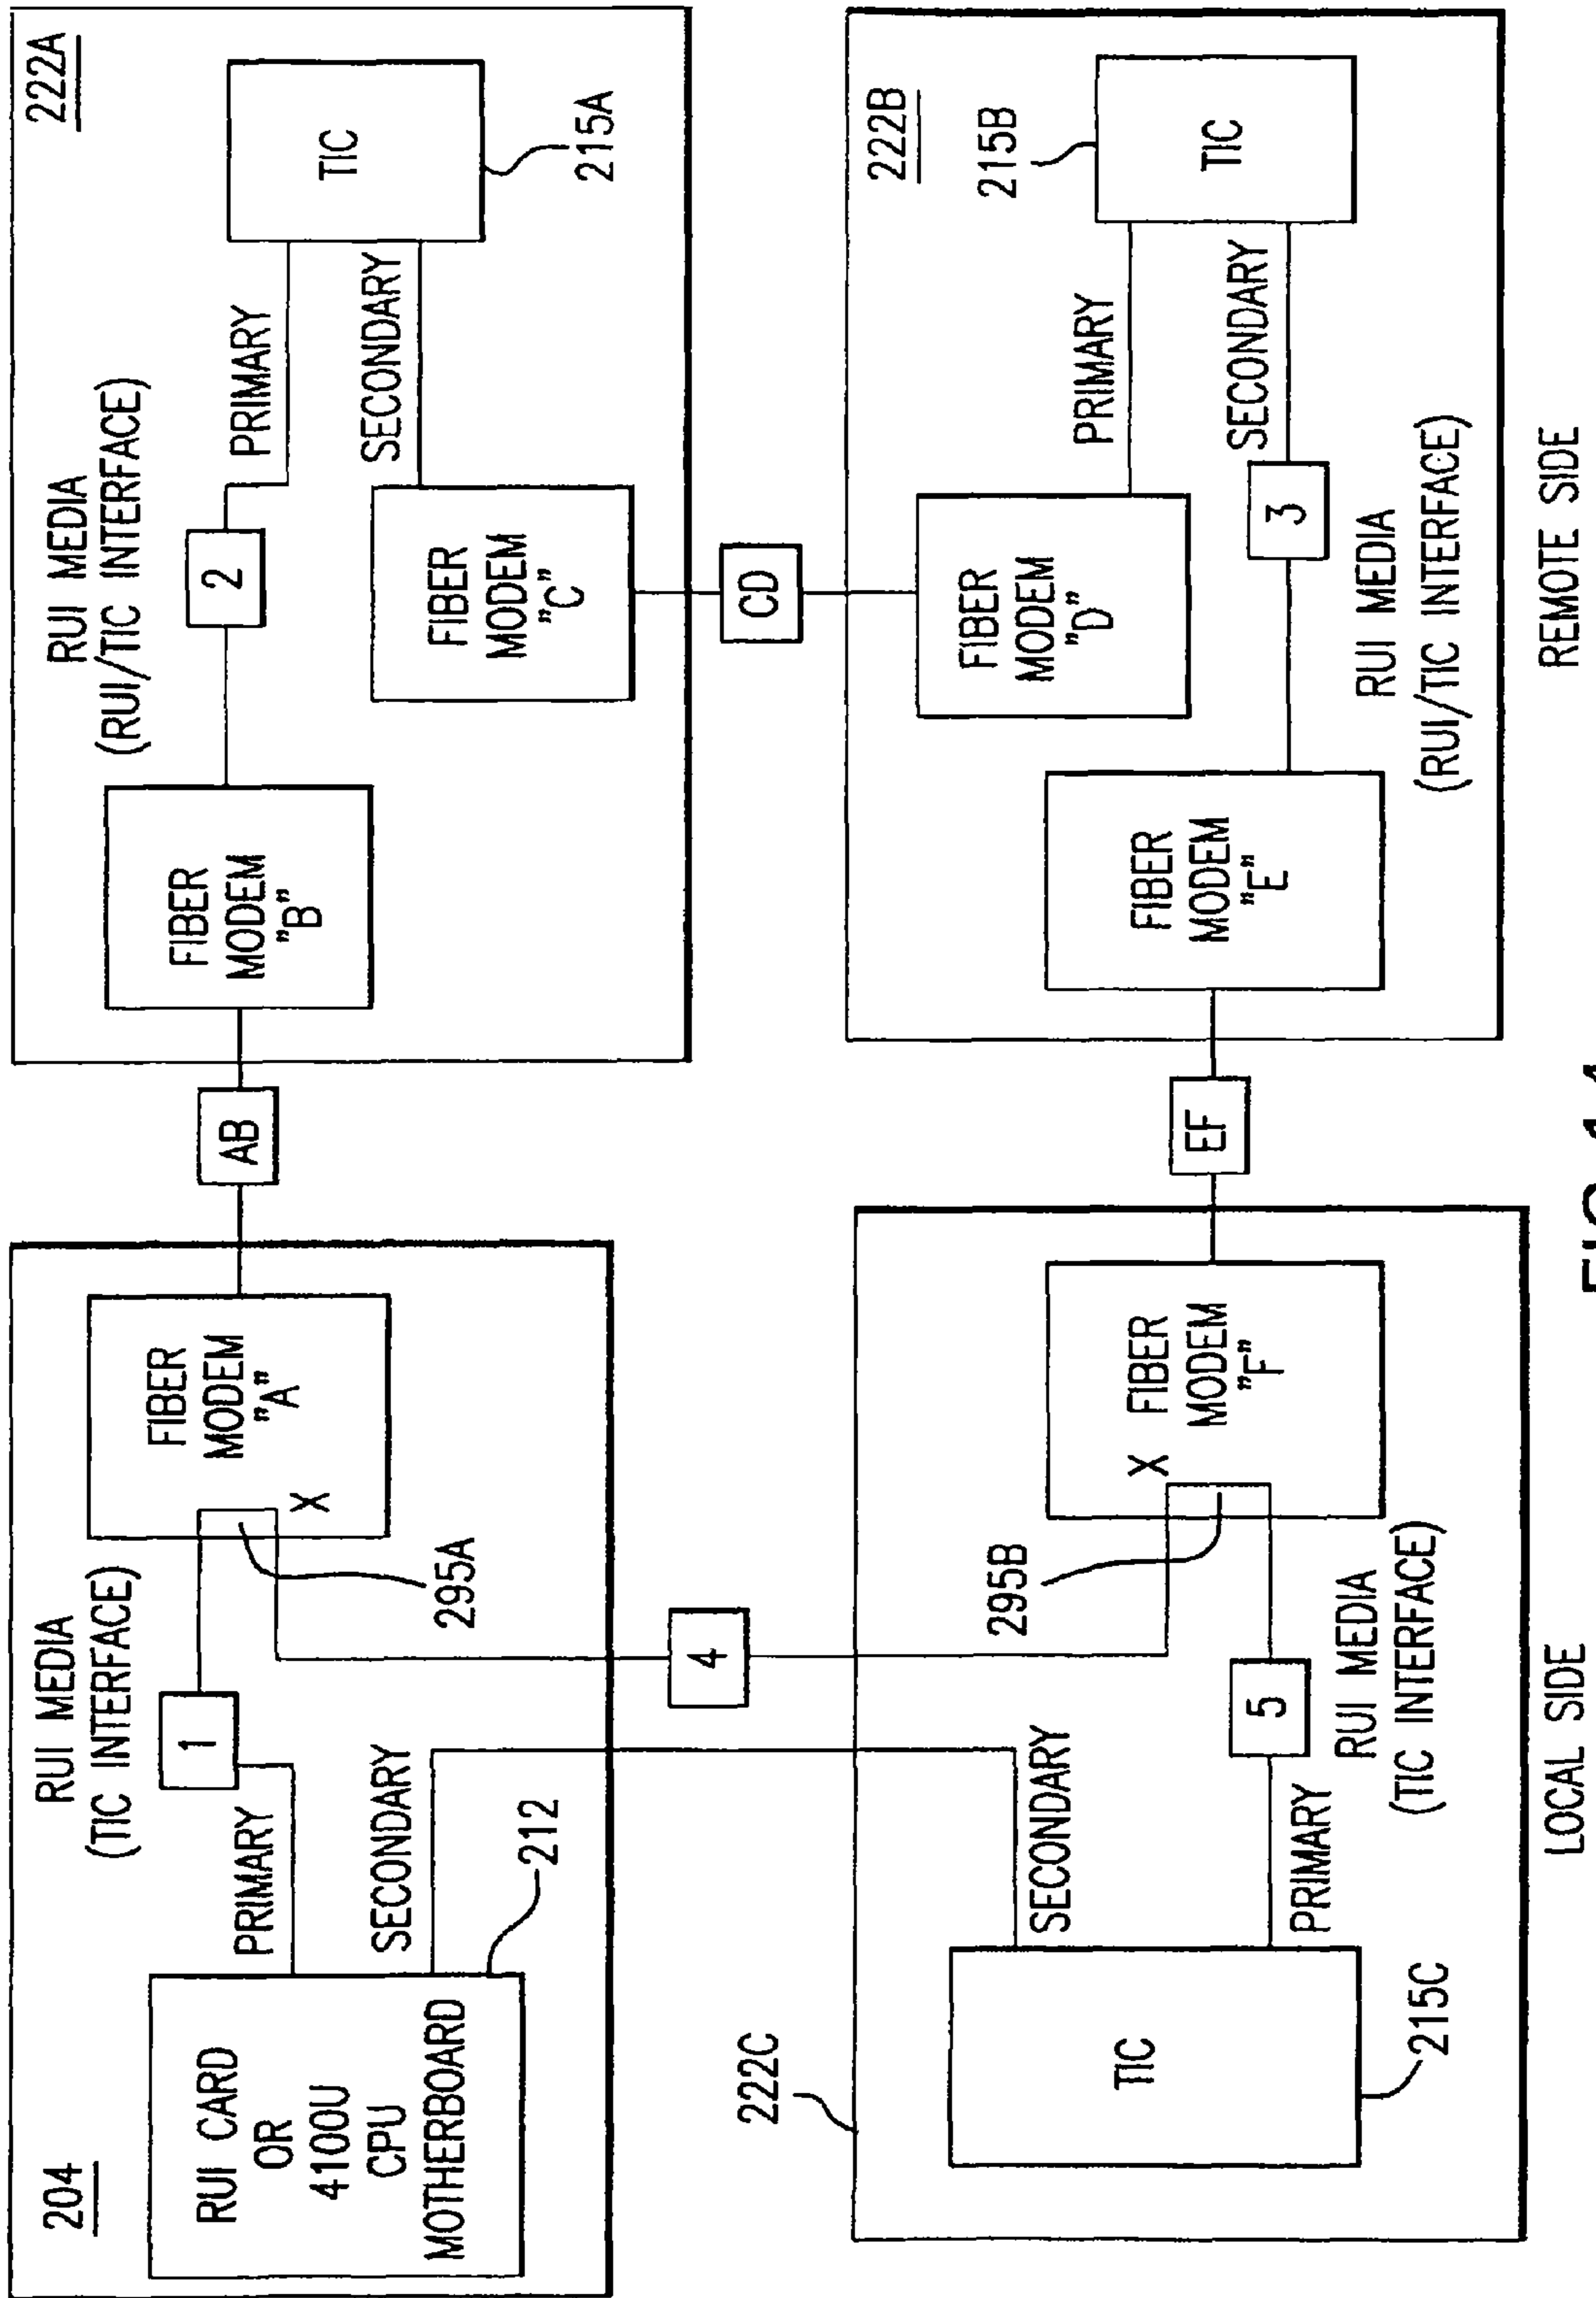 204
RUI CARD
OR
4100U
CPU
MOTHERBOARD
212
PRIMARY
SECONDARY
RUI MEDIA
(TIC INTERFACE)
1
FIBER
MODEM
"A"
X
295A
AB
222A
FIBER
MODEM
"B"
RUI MEDIA
(RUI/TIC INTERFACE)
2
PRIMARY
SECONDARY
TIC
215A
FIBER
MODEM
"C"
4
CD
222C
TIC
215C
SECONDARY
PRIMARY
5
295B
X
FIBER
MODEM
"F"
RUI MEDIA
(TIC INTERFACE)
EF
222B
FIBER
MODEM
"D"
PRIMARY
215B
TIC
FIBER
MODEM
"E"
3
SECONDARY
RUI MEDIA
(RUI/TIC INTERFACE)
LOCAL SIDE
REMOTE SIDE